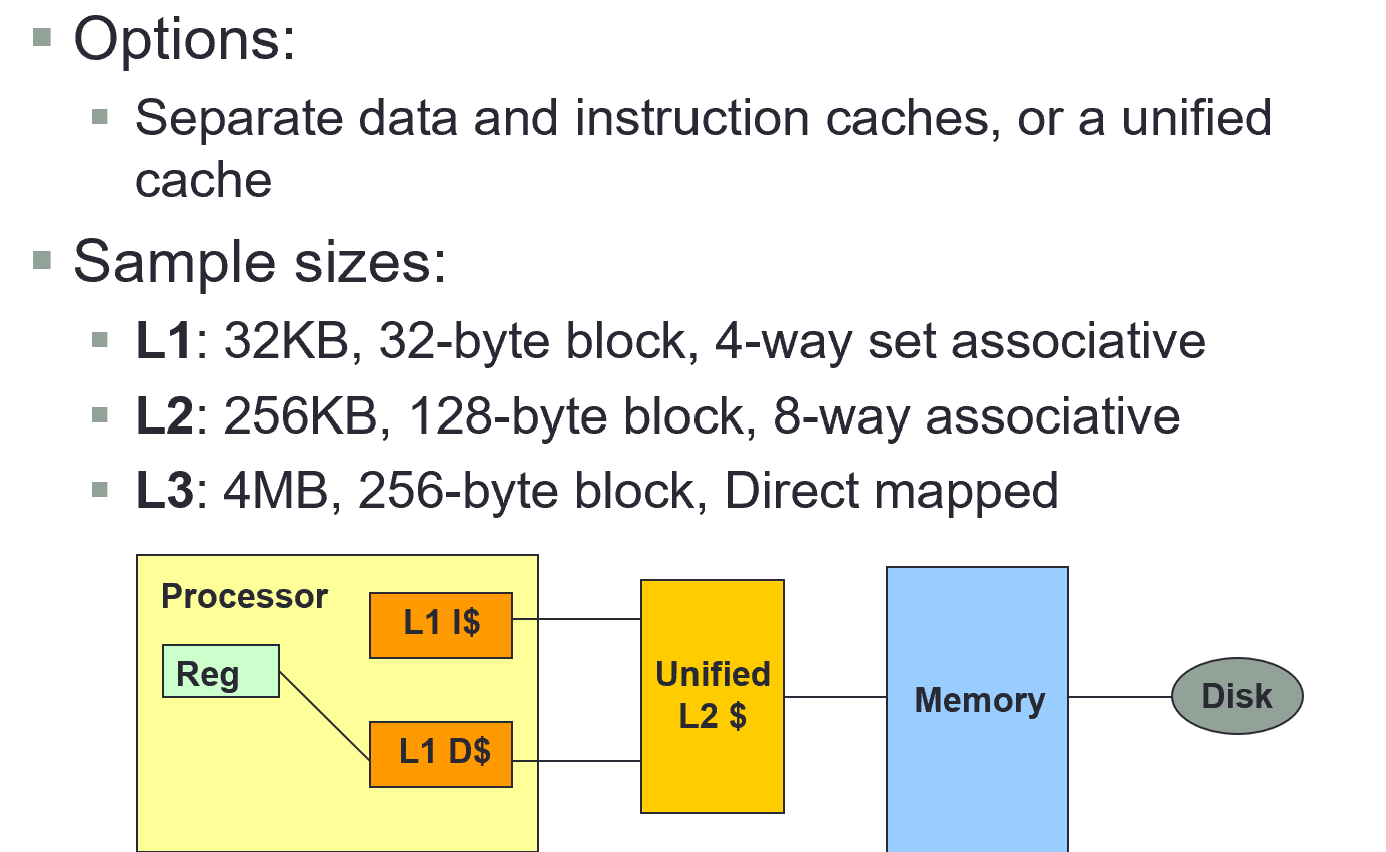 Options:
Separate data and instruction caches, or a unified
cache
Sample sizes:
L1: 32KB, 32-byte block, 4-way set associative
L2: 256KB, 128-byte block, 8-way associative
L3: 4MB, 256-byte block, Direct mapped
Processor
L1 I$
Reg
L1 D$
Unified
L2 $
Memory
Disk